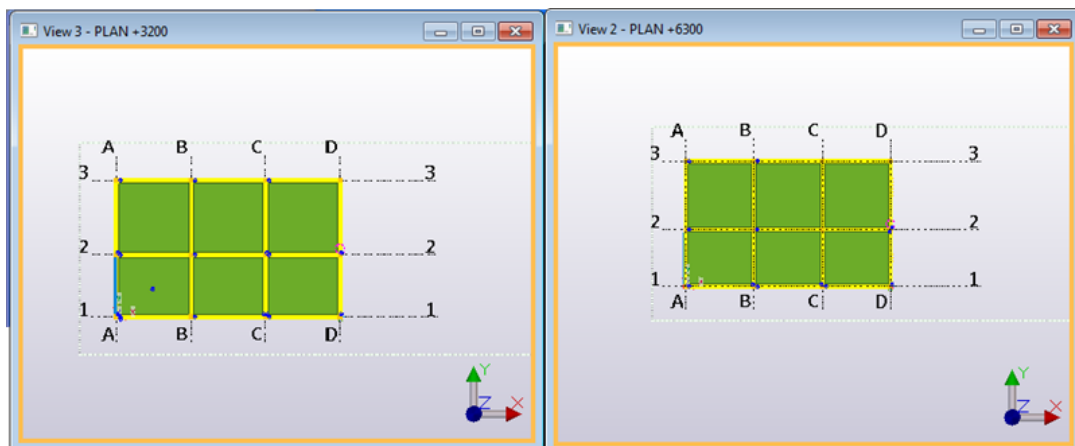 View 3 - PLAN +3200
A B C D
3 3
2 2
1 1
A B C D
Y
Z X
View 2 - PLAN +6300
A B C D
3 3
2 2
1 1
A B C D
Y
Z X